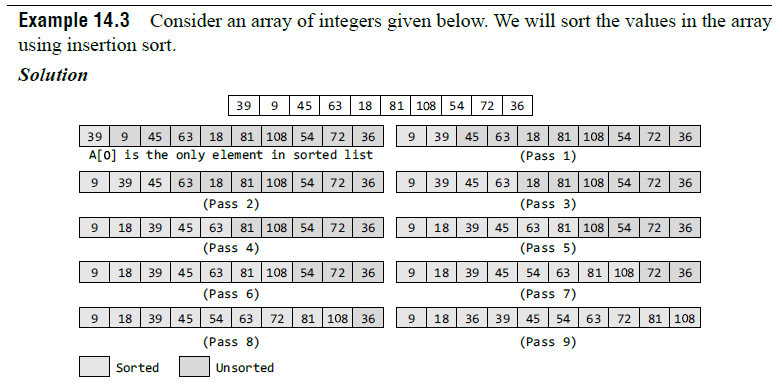 Example 14.3 Consider an array of integers given below. We will sort the values in the array
using insertion sort.
Solution
39 9 45 63 18 81 108 54 72 36
39 9 45 63 18 81 108 54 72 36
A[0] is the only element in sorted list
9 39 45 63 18 81 108 54 72 36
(Pass 1)
9 39 45 63 18 81 108 54 72 36
(Pass 2)
9 39 45 63 18 81 108 54 72 36
(Pass 3)
9 18 39 45 63 81 108 54 72 36
(Pass 4)
9 18 39 45 63 81 108 54 72 36
(Pass 5)
9 18 39 45 63 81 108 54 72 36
(Pass 6)
9 18 39 45 54 63 81 108 72 36
(Pass 7)
9 18 39 45 54 63 72 81 108 36
(Pass 8)
9 18 36 39 45 54 63 72 81 108
(Pass 9)
Sorted
Unsorted